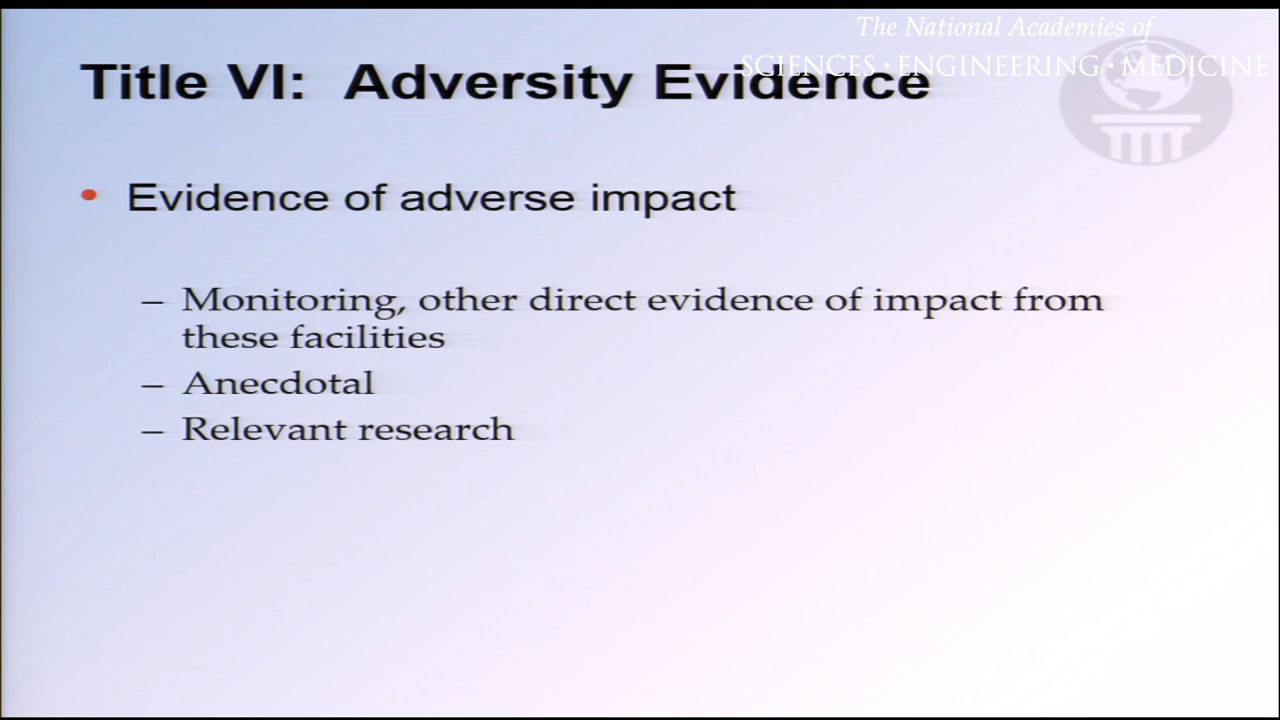 The National Academies of
SCIENCES • ENGINEERING • MEDICINE
Title VI: Adversity Evidence
• Evidence of adverse impact
– Monitoring, other direct evidence of impact from
these facilities
– Anecdotal
– Relevant research